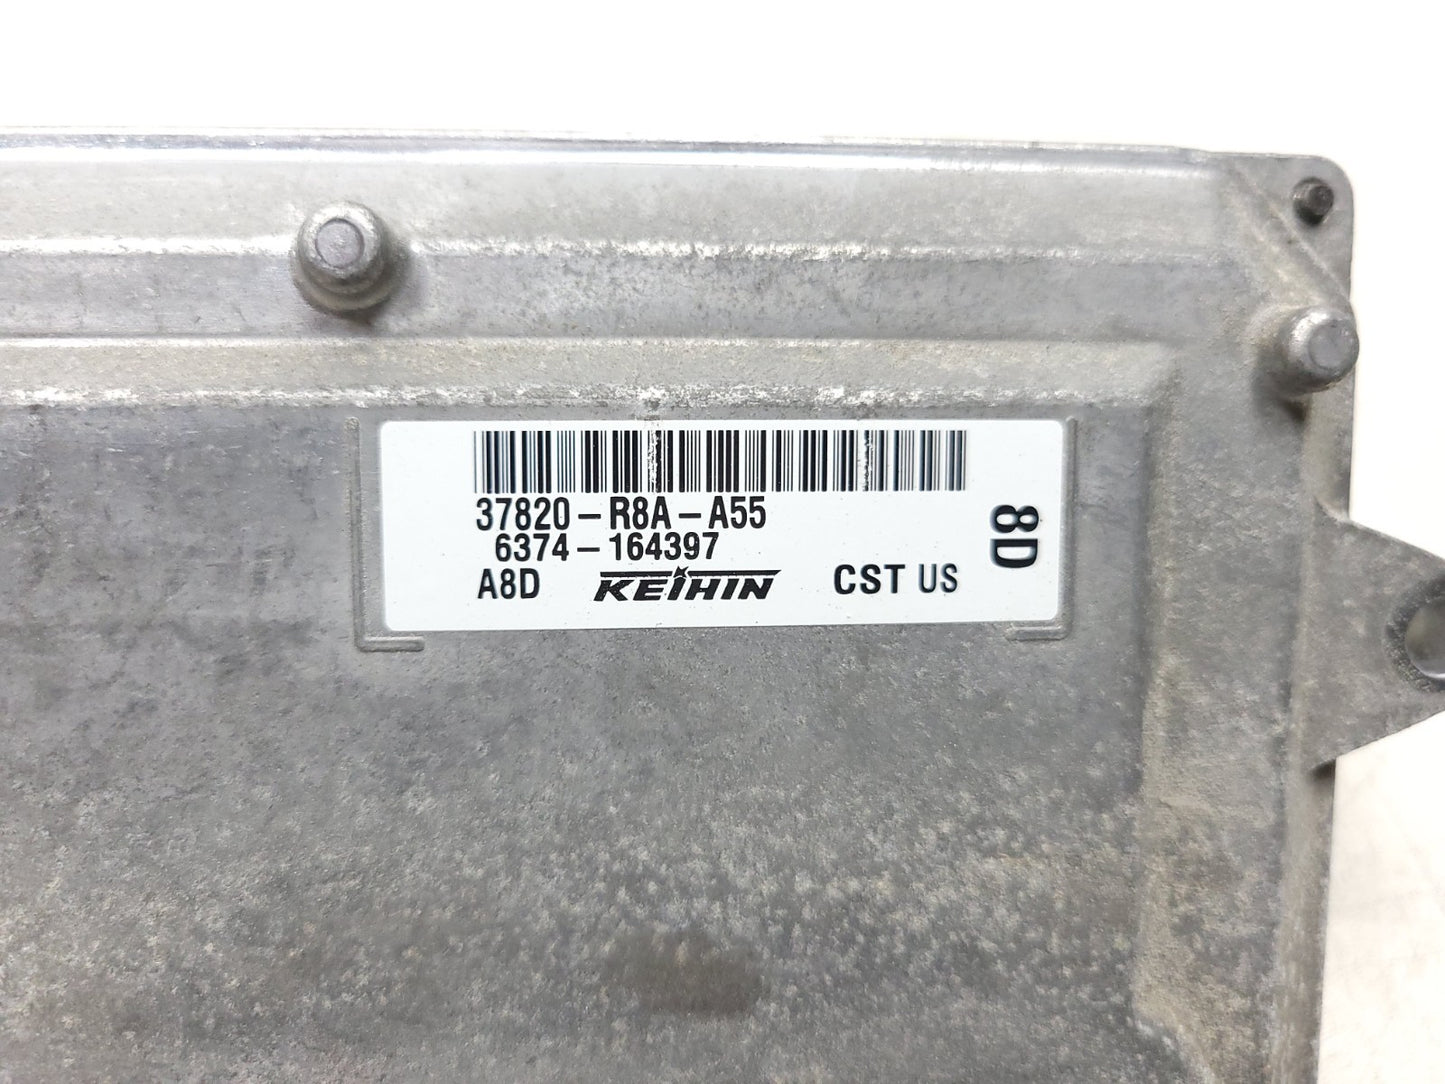 37820-R8A-A55
6374-164397
A8D KEIHIN CST US
8D